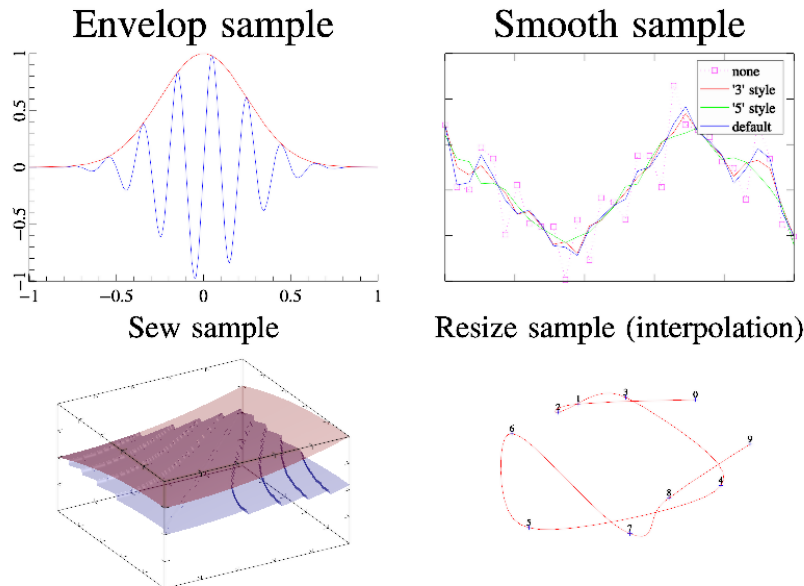 Envelop sample
Smooth sample
1
0.5
0
−0.5
−1
−1
−0.5
0
0.5
1
none
'3' style
'5' style
default
Sew sample
Resize sample (interpolation)
0
1
2
3
4
5
6
7
8
9